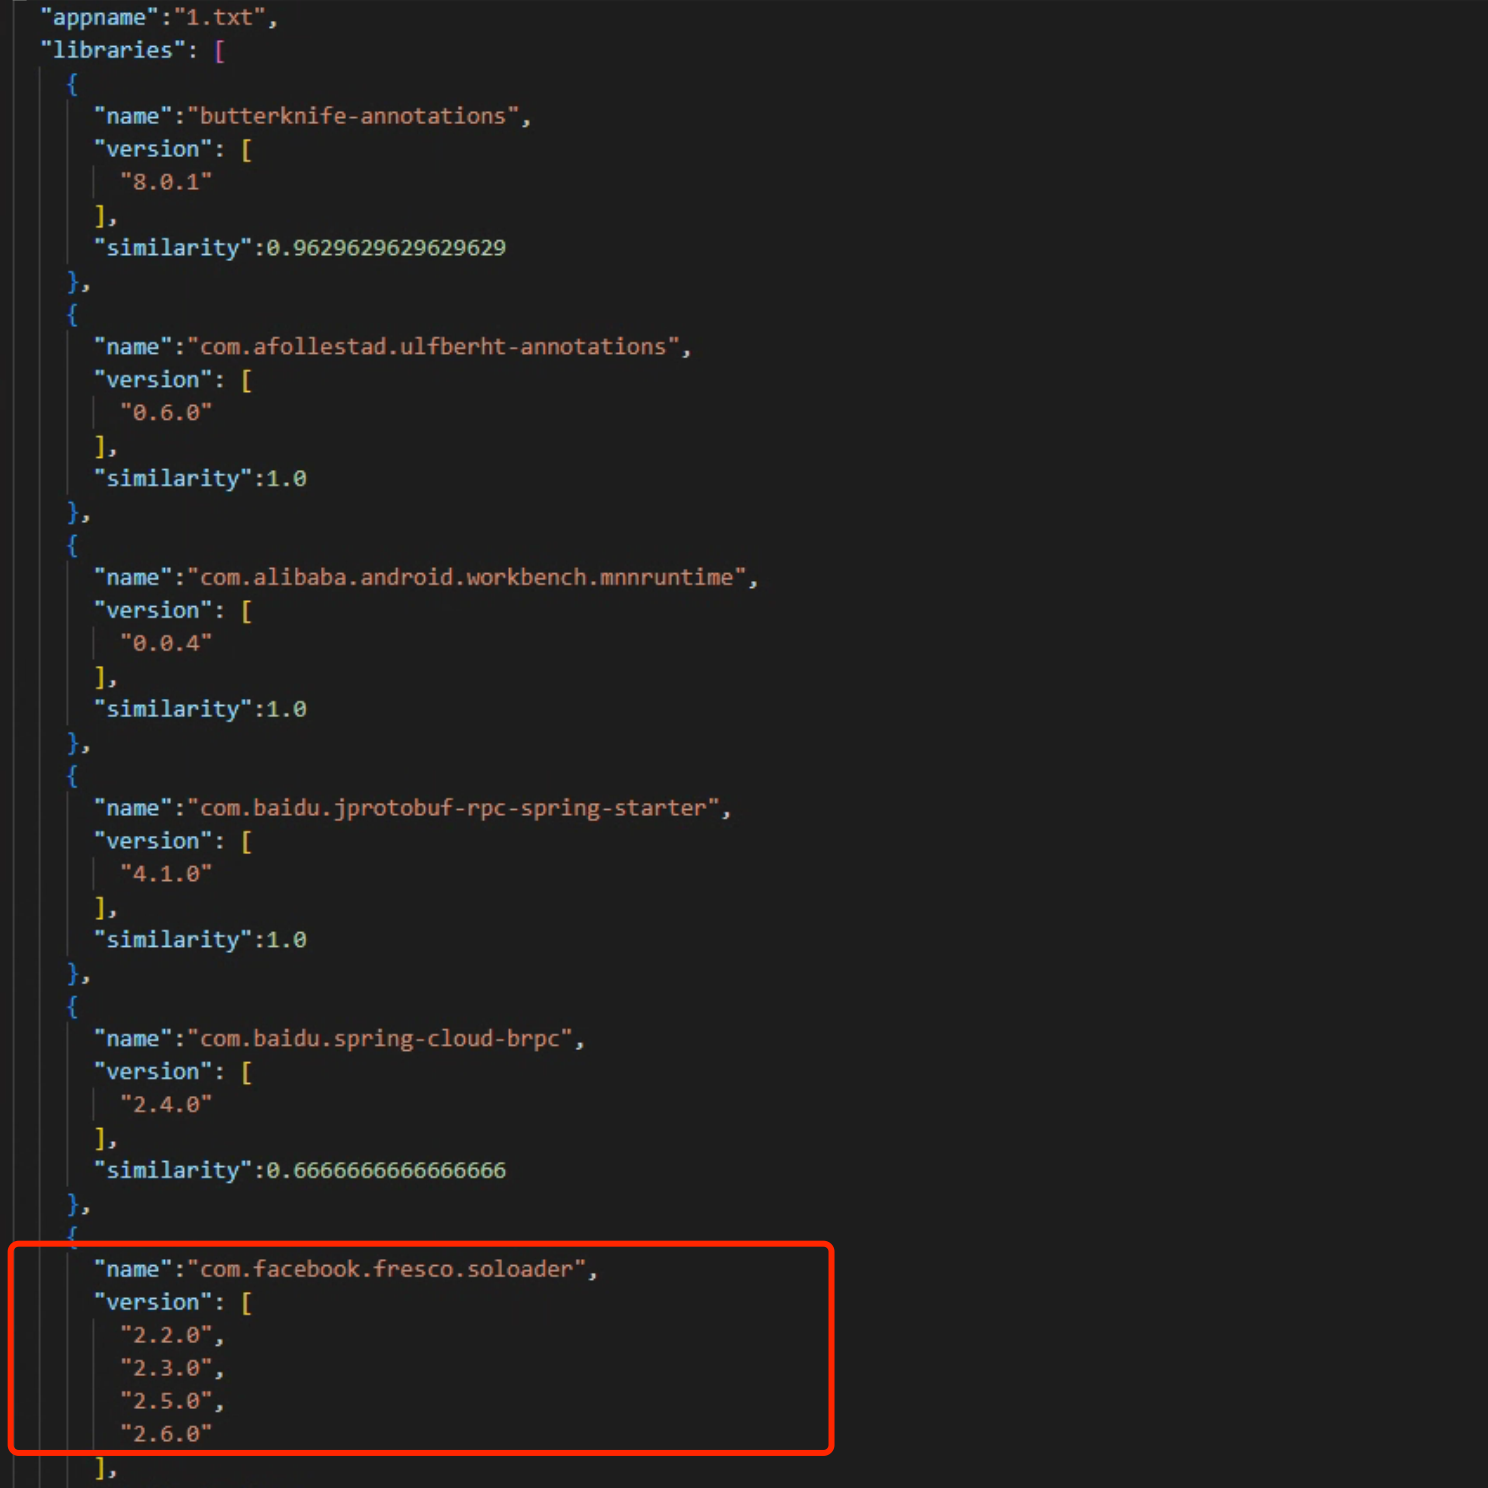 "appname":"1.txt",
"libraries": [
{
"name":"butterknife-annotations",
"version": [
"8.0.1"
],
"similarity":0.9629629629629629
},
{
"name":"com.afollestad.ulfberht-annotations",
"version": [
"0.6.0"
],
"similarity":1.0
},
{
"name":"com.alibaba.android.workbench.mnnruntime",
"version": [
"0.0.4"
],
"similarity":1.0
},
{
"name":"com.baidu.jprotobuf-rpc-spring-starter",
"version": [
"4.1.0"
],
"similarity":1.0
},
{
"name":"com.baidu.spring-cloud-brpc",
"version": [
"2.4.0"
],
"similarity":0.6666666666666666
},
{
"name":"com.facebook.fresco.soloader",
"version": [
"2.2.0",
"2.3.0",
"2.5.0",
"2.6.0"
],